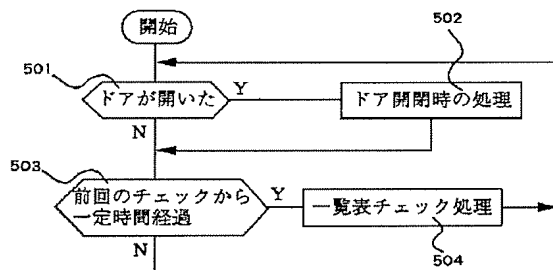 開始
501
502
ドアが開いた
Y
ドア開閉時の処理
N
503
前回のチェックから
一定時間経過
Y
一覧表チェック処理
N
504